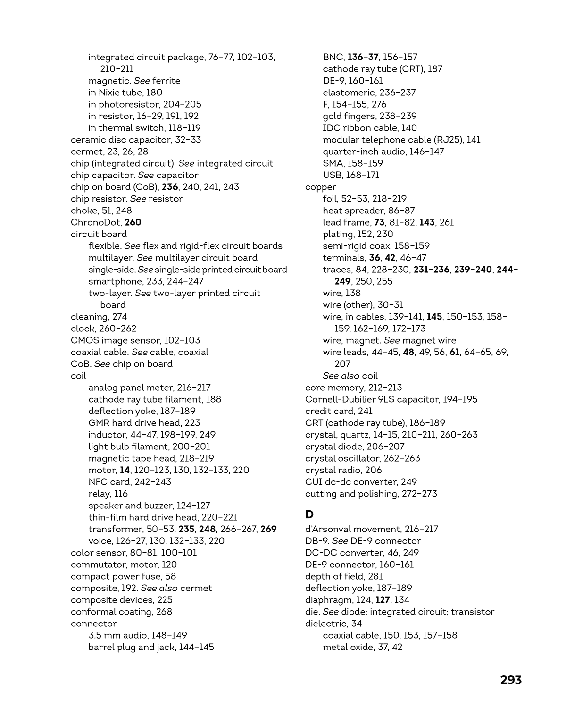 integrated circuit package, 76–77, 102–103,
210–211
magnetic. See ferrite
in Nixie tube, 180
in photoresistor, 204–205
in resistor, 16–29, 191, 192
in thermal switch, 118–119
ceramic disc capacitor, 32–33
cermet, 23, 26, 28
chip (integrated circuit). See integrated circuit
chip capacitor. See capacitor
chip on board (CoB), 236, 240, 241, 243
chip resistor. See resistor
choke, 51, 248
ChronoDot, 260
circuit board
flexible. See flex and rigid-flex circuit boards
multilayer. See multilayer circuit board
single-side. See single-side printed circuit board
smartphone, 233, 244–247
two-layer. See two-layer printed circuit
board
cleaning, 274
clock, 260–262
CMOS image sensor, 102–103
coaxial cable. See cable, coaxial
CoB. See chip on board
coil
analog panel meter, 216–217
cathode ray tube filament, 188
deflection yoke, 187–189
GMR hard drive head, 223
inductor, 44–47, 198–199, 249
light bulb filament, 200–201
magnetic tape head, 218–219
motor, 14, 120–123, 130, 132–133, 220
NFC card, 242–243
relay, 116
speaker and buzzer, 124–127
thin-film hard drive head, 220–221
transformer, 50–53, 235, 248, 266–267, 269
voice, 126–27, 130, 132–133, 220
color sensor, 80–81, 100–101
commutator, motor, 120
compact power fuse, 58
composite, 192. See also cermet
composite devices, 225
conformal coating, 268
connector
3.5 mm audio, 148–149
barrel plug and jack, 144–145
BNC, 136–37, 156–157
cathode ray tube (CRT), 187
DE-9, 160–161
elastomeric, 236–237
F, 154–155, 276
gold fingers, 238–239
IDC ribbon cable, 140
modular telephone cable (RJ25), 141
quarter-inch audio, 146–147
SMA, 158–159
USB, 168–171
copper
foil, 52–53, 218–219
heat spreader, 86–87
lead frame, 73, 81–82, 143, 261
plating, 152, 230
semi-rigid coax, 158–159
terminals, 36, 42, 46–47
traces, 84, 228–230, 231–236, 239–240, 244–
249, 250, 255
wire, 138
wire (other), 30–31
wire, in cables, 139–141, 145, 150–153, 158–
159, 162–169, 172–173
wire, magnet. See magnet wire
wire leads, 44–45, 48, 49, 56, 61, 64–65, 69,
207
See also coil
core memory, 212–213
Cornell-Dubilier 9LS capacitor, 194–195
credit card, 241
CRT (cathode ray tube), 186–189
crystal, quartz, 14–15, 210–211, 260–263
crystal diode, 206–207
crystal oscillator, 262–263
crystal radio, 206
CUI dc-dc converter, 249
cutting and polishing, 272–273
D
d'Arsonval movement, 216–217
DB-9. See DE-9 connector
DC-DC converter, 46, 249
DE-9 connector, 160–161
depth of field, 281
deflection yoke, 187–189
diaphragm, 124, 127, 134
die. See diode; integrated circuit; transistor
dielectric, 34
coaxial cable, 150, 153, 157–158
metal oxide, 37, 42
293